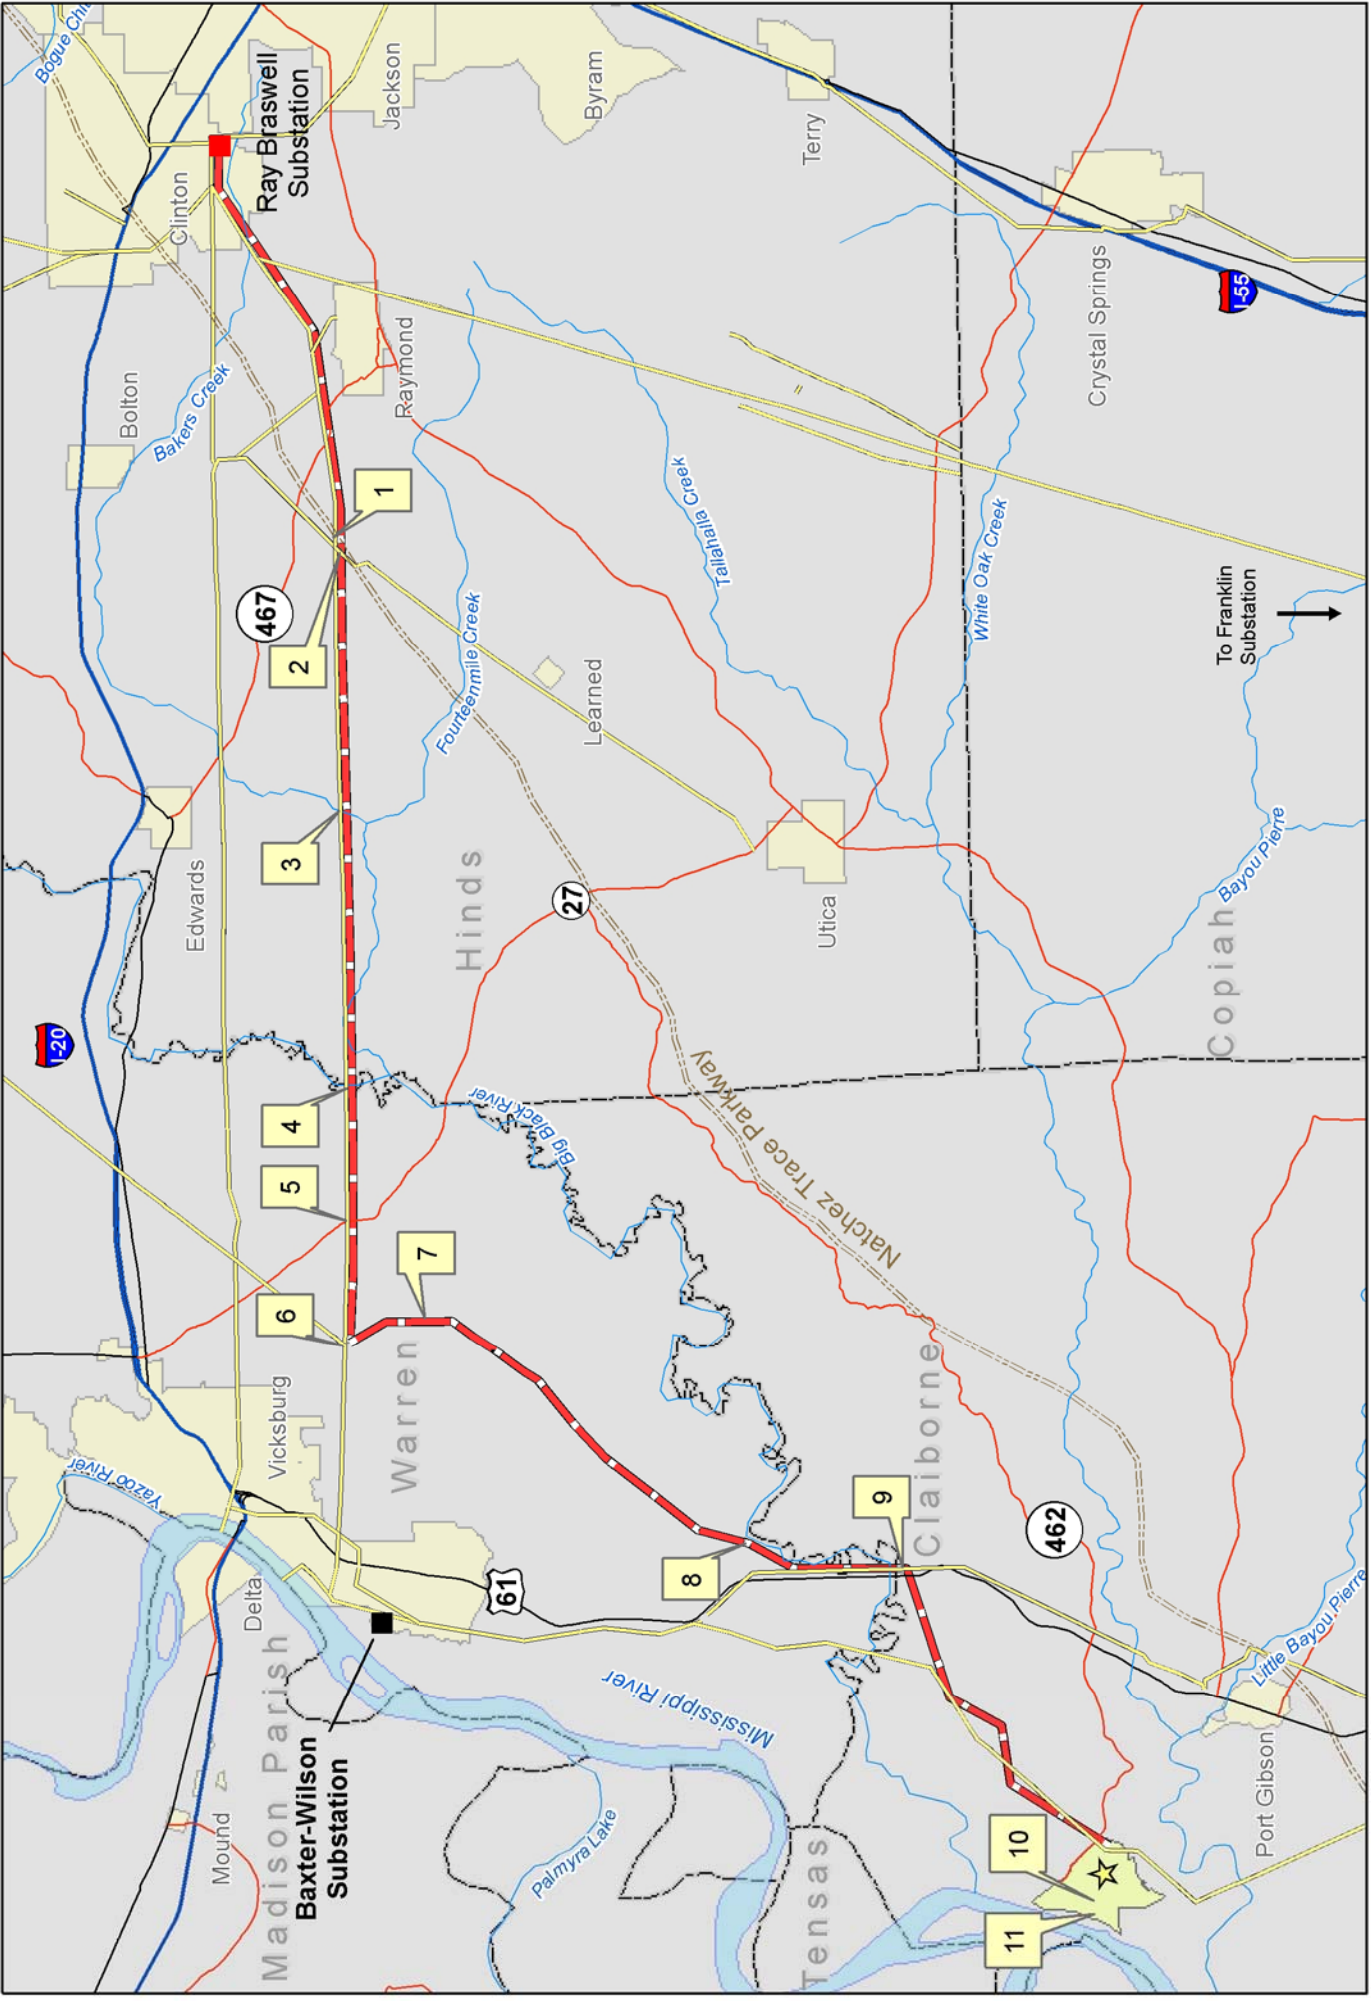 Bogue Chi
Ray Braswell
Substation
Jackson
Byram
Terry
Clinton
Crystal Springs
I-55
Bolton
Bakers Creek
Raymond
1
467
2
Fourteenmile Creek
Tallahalla Creek
White Oak Creek
To Franklin
Substation
Learned
Edwards
3
Hinds
27
Utica
Bayou Pierre
Copiah
I-20
4
5
Big Black River
Natchez Trace Parkway
6
7
Vicksburg
Warren
Claiborne
Yazoo River
8
9
462
61
Delta
Madison Parish
Baxter-Wilson
Substation
Mississippi River
Little Bayou Pierre
Port Gibson
Mound
Palmyra Lake
Tensas
10
11